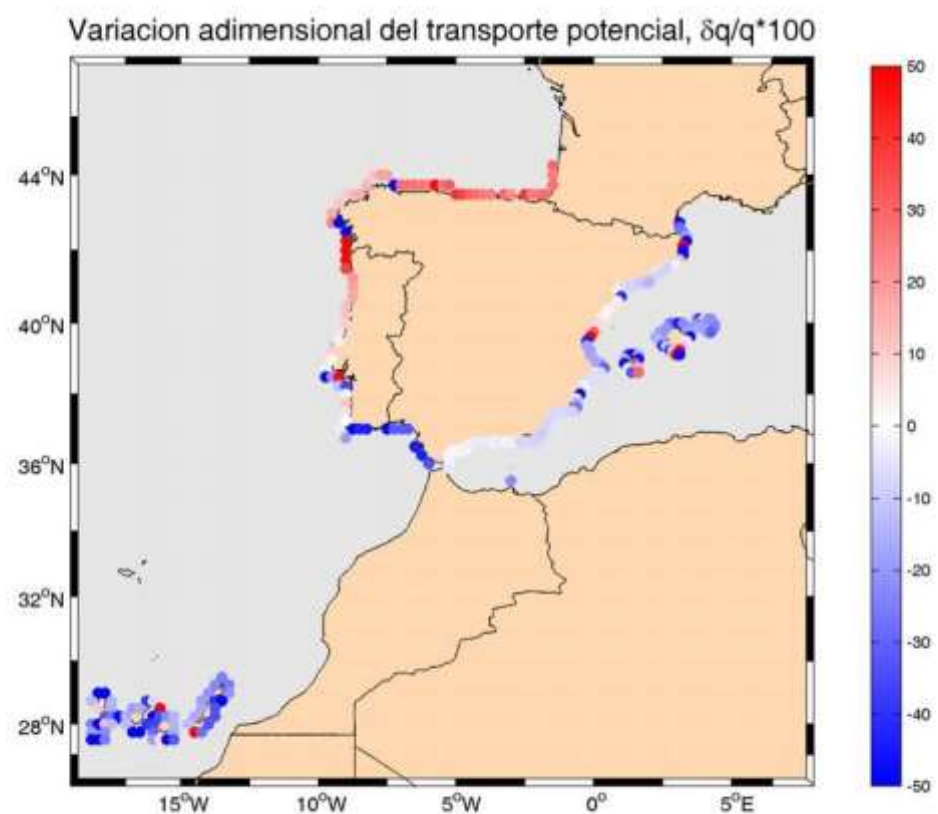 Variacion adimensional del transporte potencial, δq/q*100
50
40
30
20
10
0
-10
-20
-30
-40
-50
44°N
40°N
36°N
32°N
28°N
15°W 10°W 5°W 0° 5°E